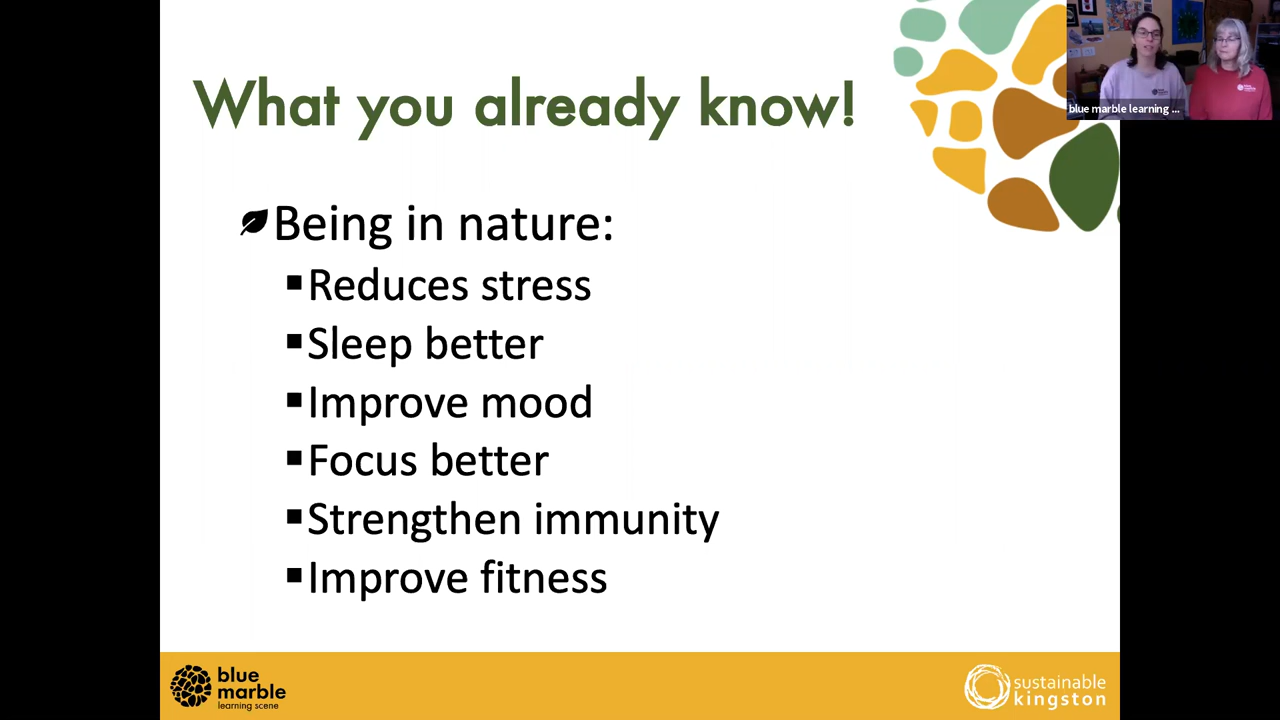 What you already know!
blue marble learning ...
Being in nature:
Reduces stress
Sleep better
Improve mood
Focus better
Strengthen immunity
Improve fitness
blue
marble
learning scene
sustainable
kingston